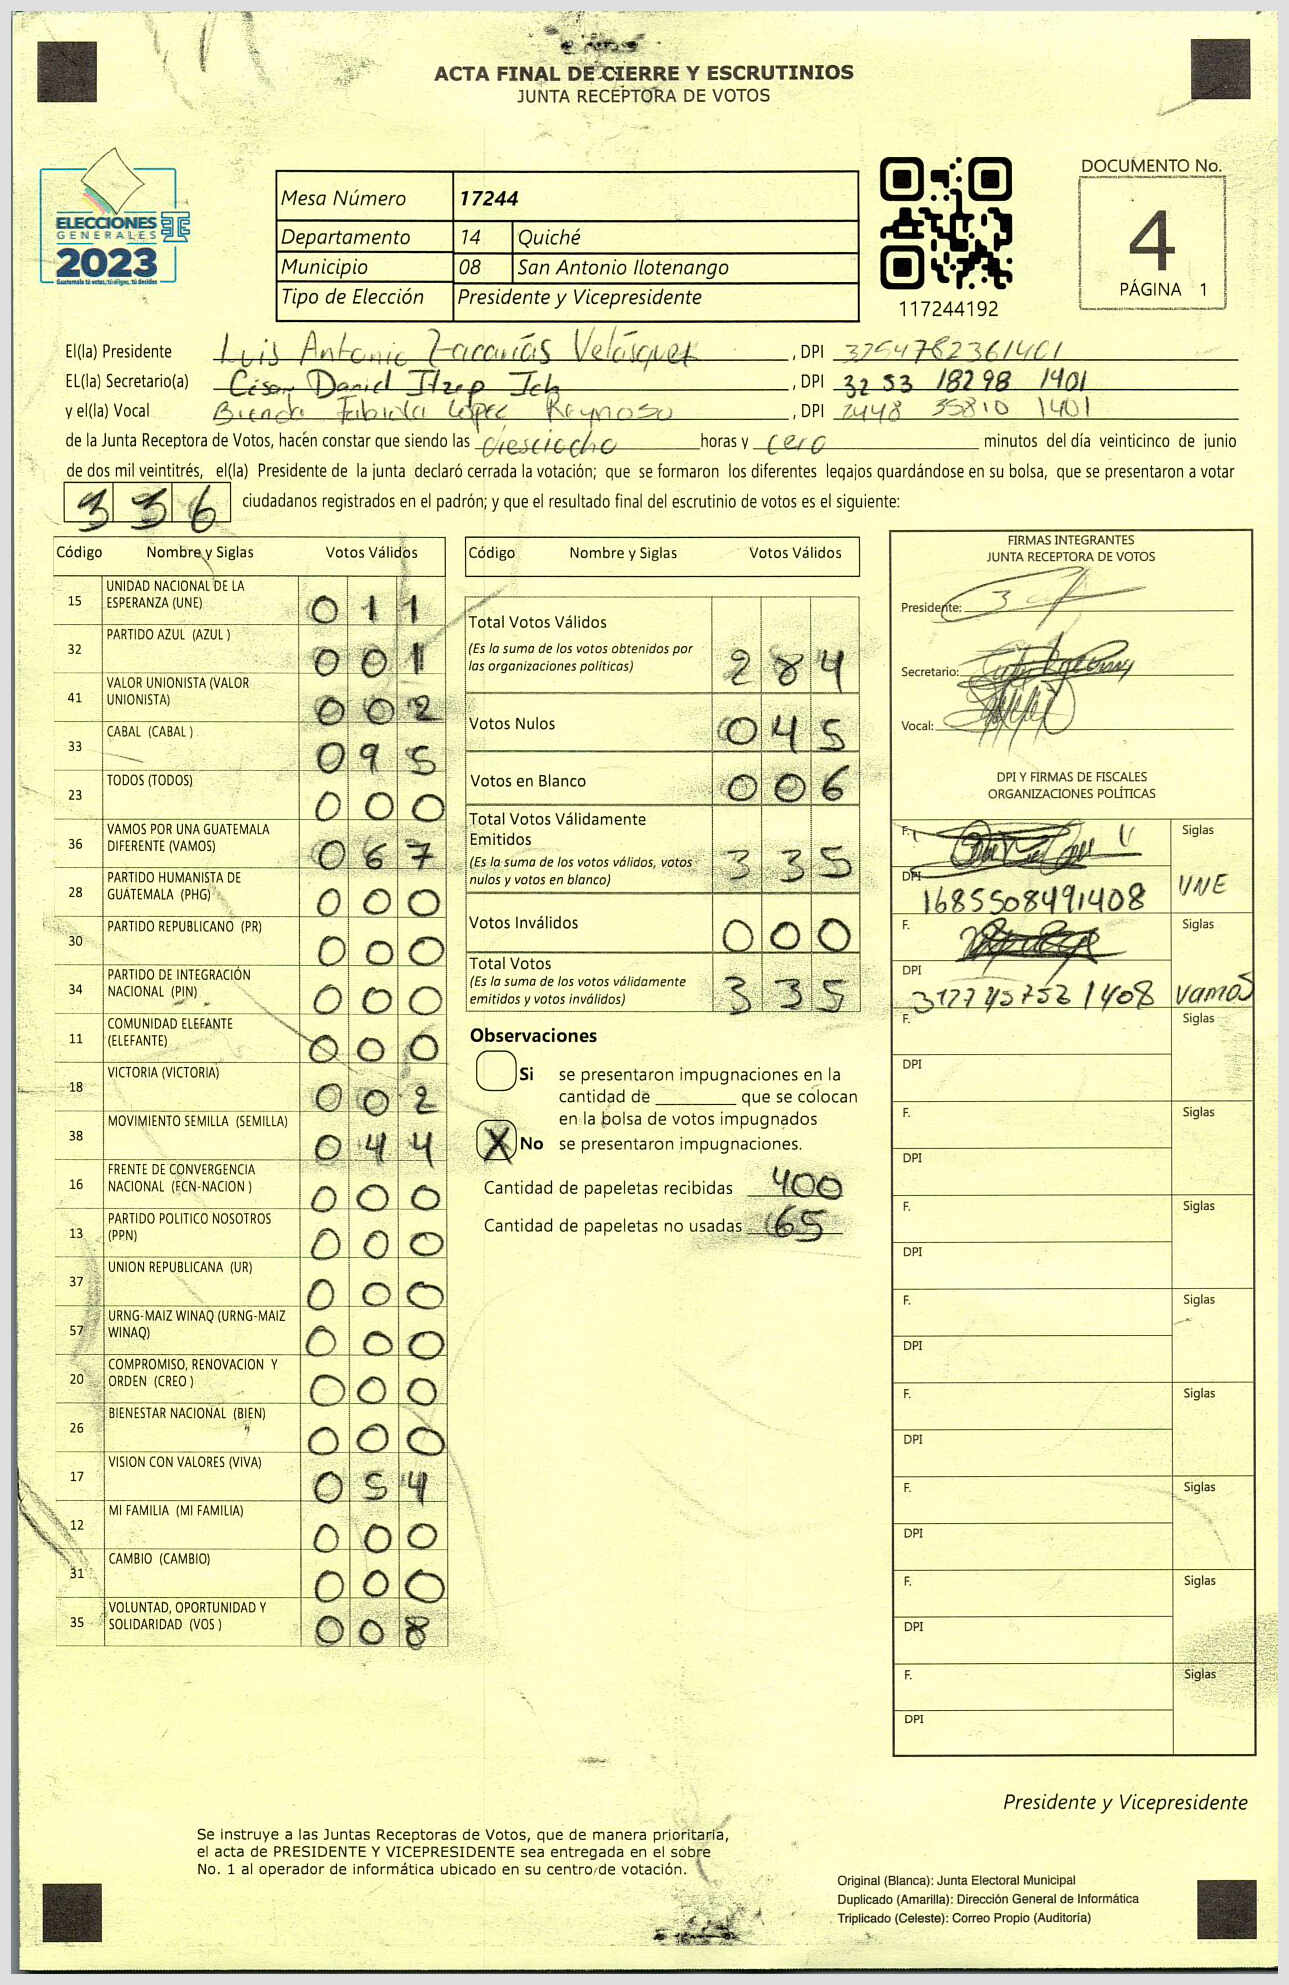 ACTA FINAL DE CIERRE Y ESCRUTINIOS
JUNTA RECEPTORA DE VOTOS
ELECCIONES
GENERALES
2023
Guatemala tú votas, tú eliges, tú decides
Mesa Número 17244
Departamento 14 Quiché
Municipio 08 San Antonio Ilotenango
Tipo de Elección Presidente y Vicepresidente
117244192
DOCUMENTO No.
4
PÁGINA 1
El(la) Presidente Luis Antonio Zacarías Velásquez , DPI 3254782361401
EL(la) Secretario(a) César Daniel Itzep Ich , DPI 3253 18298 1401
y el(la) Vocal Brenda Fabiola López Reynoso , DPI 2448 35810 1401
de la Junta Receptora de Votos, hacén constar que siendo las diesciocho horas y cero minutos del día veinticinco de junio
de dos mil veintitrés, el(la) Presidente de la junta declaró cerrada la votación; que se formaron los diferentes legajos quardándose en su bolsa, que se presentaron a votar
336 ciudadanos registrados en el padrón; y que el resultado final del escrutinio de votos es el siguiente:
Código Nombre y Siglas Votos Válidos
15 UNIDAD NACIONAL DE LA ESPERANZA (UNE) 011
32 PARTIDO AZUL (AZUL ) 001
41 VALOR UNIONISTA (VALOR UNIONISTA) 002
33 CABAL (CABAL ) 095
23 TODOS (TODOS) 000
36 VAMOS POR UNA GUATEMALA DIFERENTE (VAMOS) 067
28 PARTIDO HUMANISTA DE GUATEMALA (PHG) 000
30 PARTIDO REPUBLICANO (PR) 000
34 PARTIDO DE INTEGRACIÓN NACIONAL (PIN) 000
11 COMUNIDAD ELEFANTE (ELEFANTE) 000
18 VICTORIA (VICTORIA) 002
38 MOVIMIENTO SEMILLA (SEMILLA) 044
16 FRENTE DE CONVERGENCIA NACIONAL (FCN-NACION ) 000
13 PARTIDO POLITICO NOSOTROS (PPN) 000
37 UNION REPUBLICANA (UR) 000
57 URNG-MAIZ WINAQ (URNG-MAIZ WINAQ) 000
20 COMPROMISO, RENOVACION Y ORDEN (CREO ) 000
26 BIENESTAR NACIONAL (BIEN) 000
17 VISION CON VALORES (VIVA) 054
12 MI FAMILIA (MI FAMILIA) 000
31 CAMBIO (CAMBIO) 000
35 VOLUNTAD, OPORTUNIDAD Y SOLIDARIDAD (VOS ) 008
Código Nombre y Siglas Votos Válidos
Total Votos Válidos 284
(Es la suma de los votos obtenidos por
las organizaciones políticas)
Votos Nulos 045
Votos en Blanco 006
Total Votos Válidamente
Emitidos 335
(Es la suma de los votos válidos, votos
nulos y votos en blanco)
Votos Inválidos 000
Total Votos 335
(Es la suma de los votos válidamente
emitidos y votos inválidos)
Observaciones
Si se presentaron impugnaciones en la
cantidad de ________ que se colocan
en la bolsa de votos impugnados
X No se presentaron impugnaciones.
Cantidad de papeletas recibidas 400
Cantidad de papeletas no usadas 65
FIRMAS INTEGRANTES
JUNTA RECEPTORA DE VOTOS
Presidente:
Secretario:
Vocal:
DPI Y FIRMAS DE FISCALES
ORGANIZACIONES POLÍTICAS
F. Siglas
DPI 1685508491408 UNE
F. Siglas
DPI vamos
F. Siglas
DPI
F. Siglas
DPI
F. Siglas
DPI
F. Siglas
DPI
F. Siglas
DPI
F. Siglas
DPI
F. Siglas
DPI
F. Siglas
DPI
Presidente y Vicepresidente
Se instruye a las Juntas Receptoras de Votos, que de manera prioritaria,
el acta de PRESIDENTE Y VICEPRESIDENTE sea entregada en el sobre
No. 1 al operador de informática ubicado en su centro de votación.
Original (Blanca): Junta Electoral Municipal
Duplicado (Amarilla): Dirección General de Informática
Triplicado (Celeste): Correo Propio (Auditoría)